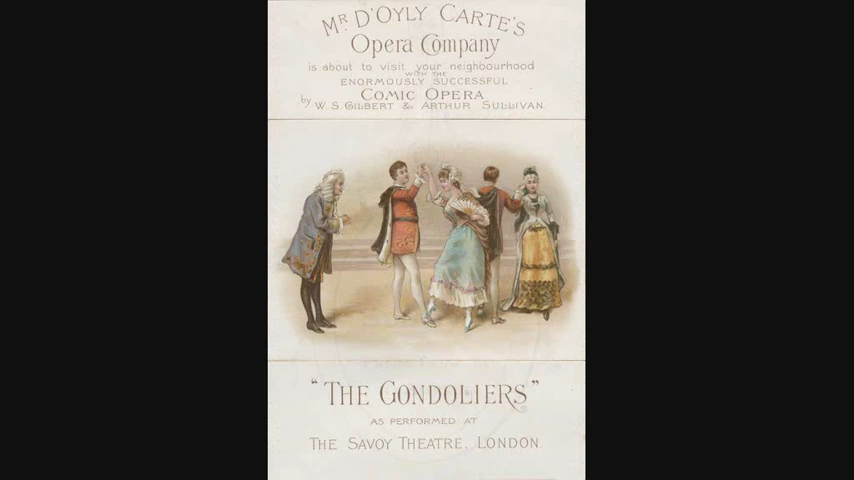 MR D'OYLY CARTE'S
Opera Company
is about to visit your neighbourhood
WITH THE
ENORMOUSLY SUCCESSFUL
COMIC OPERA
by W. S. GILBERT & ARTHUR SULLIVAN.
"THE GONDOLIERS"
AS PERFORMED AT
THE SAVOY THEATRE, LONDON